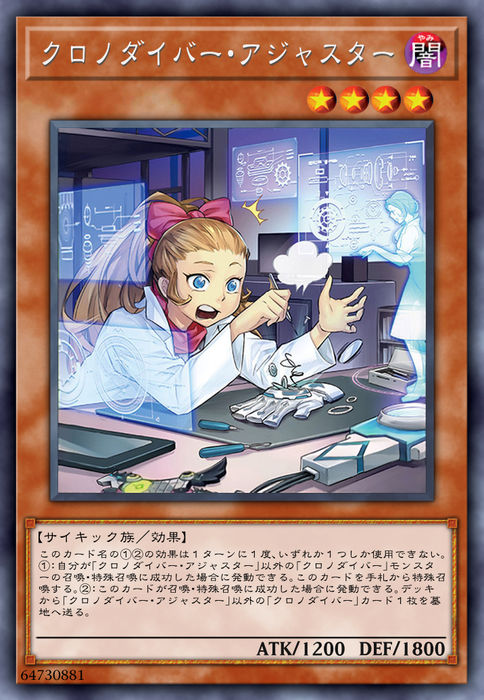 クロノダイバー・アジャスター
やみ
闇
【サイキック族／効果】
このカード名の①②の効果は１ターンに１度、いずれか１つしか使用できない。
①：自分が「クロノダイバー・アジャスター」以外の「クロノダイバー」モンスタ
ーの召喚・特殊召喚に成功した場合に発動できる。このカードを手札から特殊召
喚する。②：このカードが召喚・特殊召喚に成功した場合に発動できる。デッキ
から「クロノダイバー・アジャスター」以外の「クロノダイバー」カード１枚を墓
地へ送る。
ATK/1200 DEF/1800
64730881